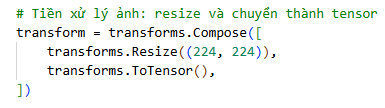 # Tiền xử lý ảnh: resize và chuyển thành tensor
transform = transforms.Compose([
    transforms.Resize((224, 224)),
    transforms.ToTensor(),
])